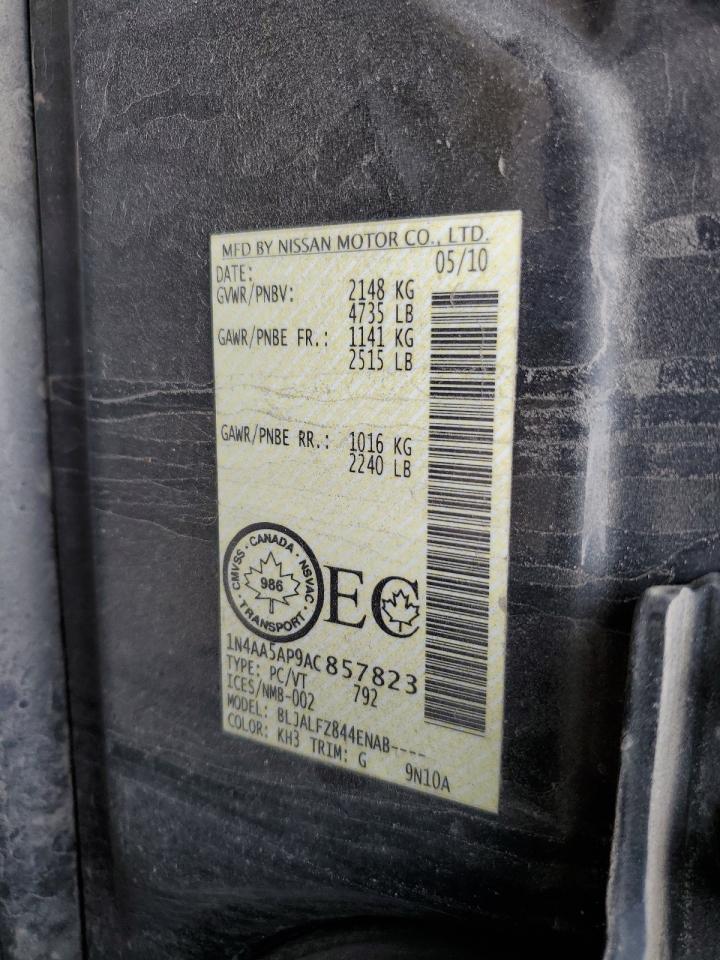 MFD BY NISSAN MOTOR CO., LTD.
DATE: 05/10
GVWR/PNBV: 2148 KG
4735 LB
GAWR/PNBE FR.: 1141 KG
2515 LB
GAWR/PNBE RR.: 1016 KG
2240 LB
CMVSS · CANADA · NSVAC
986
· TRANSPORT ·
EC
1N4AA5AP9AC857823
TYPE: PC/VT 792
ICES/NMB-002
MODEL: BLJALFZ844ENAB----
COLOR: KH3 TRIM: G 9N10A